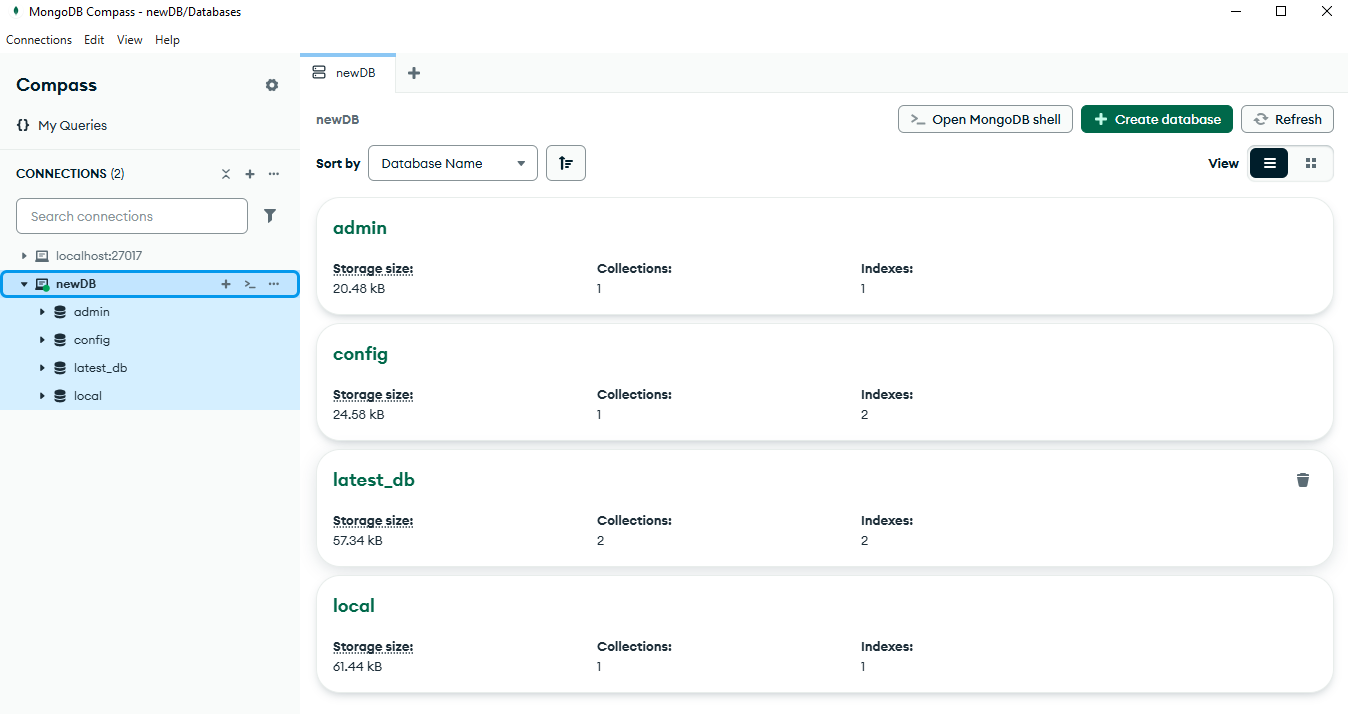 MongoDB Compass - newDB/Databases
Connections Edit View Help
Compass
{} My Queries
CONNECTIONS (2)
Search connections
localhost:27017
newDB
admin
config
latest_db
local
newDB
newDB
>_ Open MongoDB shell
+ Create database
Refresh
Sort by Database Name
View
admin
Storage size: Collections: Indexes:
20.48 kB 1 1
config
Storage size: Collections: Indexes:
24.58 kB 1 2
latest_db
Storage size: Collections: Indexes:
57.34 kB 2 2
local
Storage size: Collections: Indexes:
61.44 kB 1 1